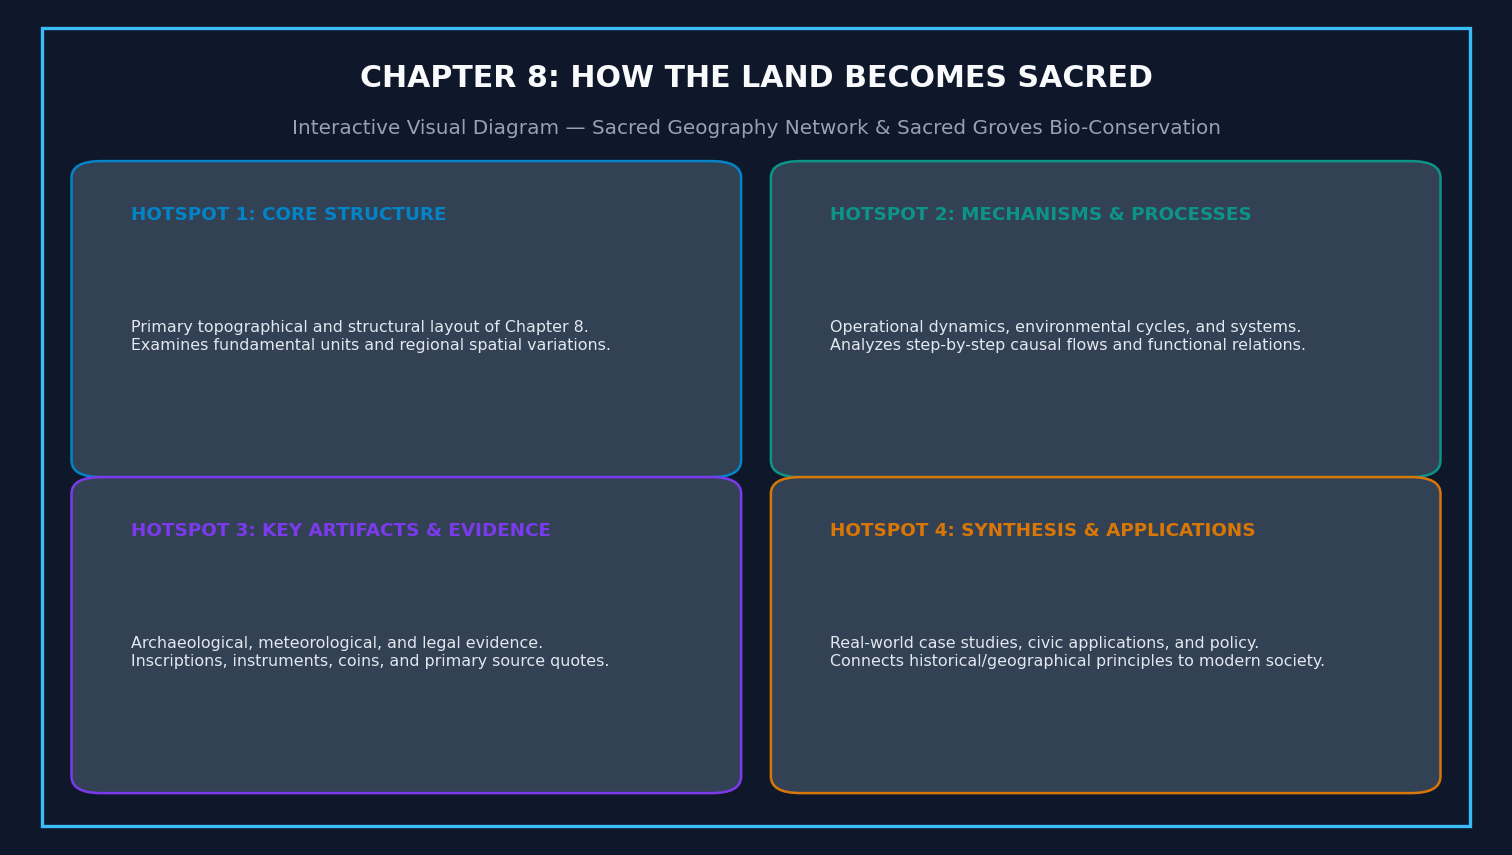 CHAPTER 8: HOW THE LAND BECOMES SACRED
Interactive Visual Diagram — Sacred Geography Network & Sacred Groves Bio-Conservation
HOTSPOT 1: CORE STRUCTURE
Primary topographical and structural layout of Chapter 8.
Examines fundamental units and regional spatial variations.
HOTSPOT 2: MECHANISMS & PROCESSES
Operational dynamics, environmental cycles, and systems.
Analyzes step-by-step causal flows and functional relations.
HOTSPOT 3: KEY ARTIFACTS & EVIDENCE
Archaeological, meteorological, and legal evidence.
Inscriptions, instruments, coins, and primary source quotes.
HOTSPOT 4: SYNTHESIS & APPLICATIONS
Real-world case studies, civic applications, and policy.
Connects historical/geographical principles to modern society.